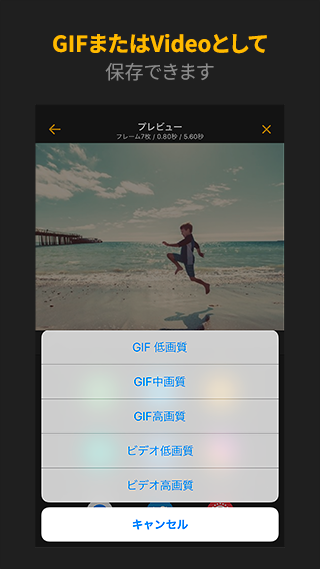 GIFまたはVideoとして
保存できます
プレビュー
フレーム7枚 / 0.80秒 / 5.60秒
GIF 低画質
GIF中画質
GIF高画質
ビデオ低画質
ビデオ高画質
キャンセル